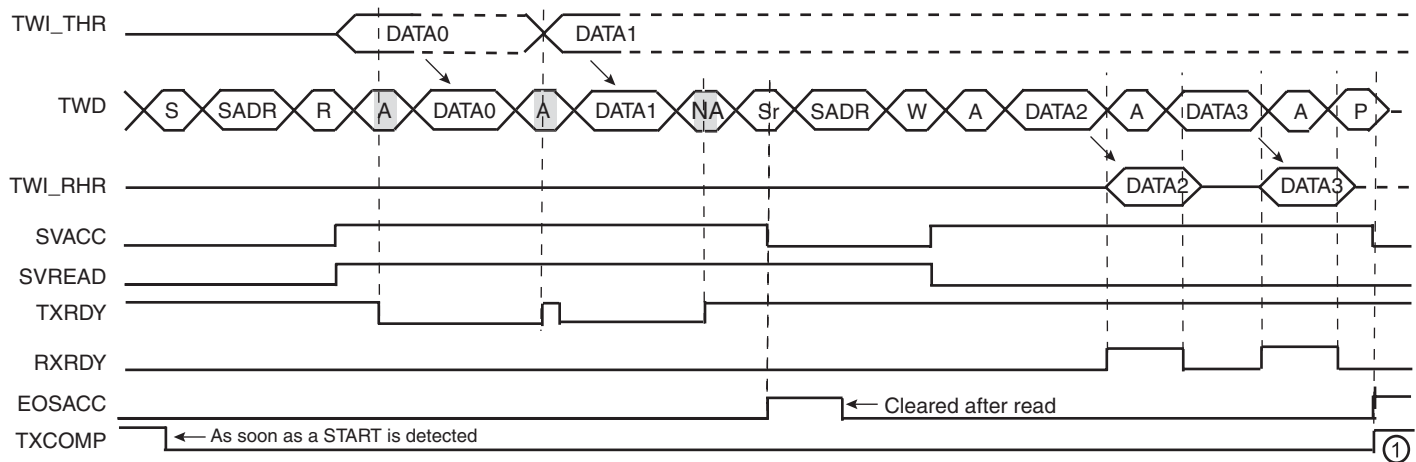 TWI_THR DATA0 DATA1
TWD S SADR R A DATA0 A DATA1 NA Sr SADR W A DATA2 A DATA3 A P
TWI_RHR DATA2 DATA3
SVACC
SVREAD
TXRDY
RXRDY
EOSACC Cleared after read
TXCOMP As soon as a START is detected 1